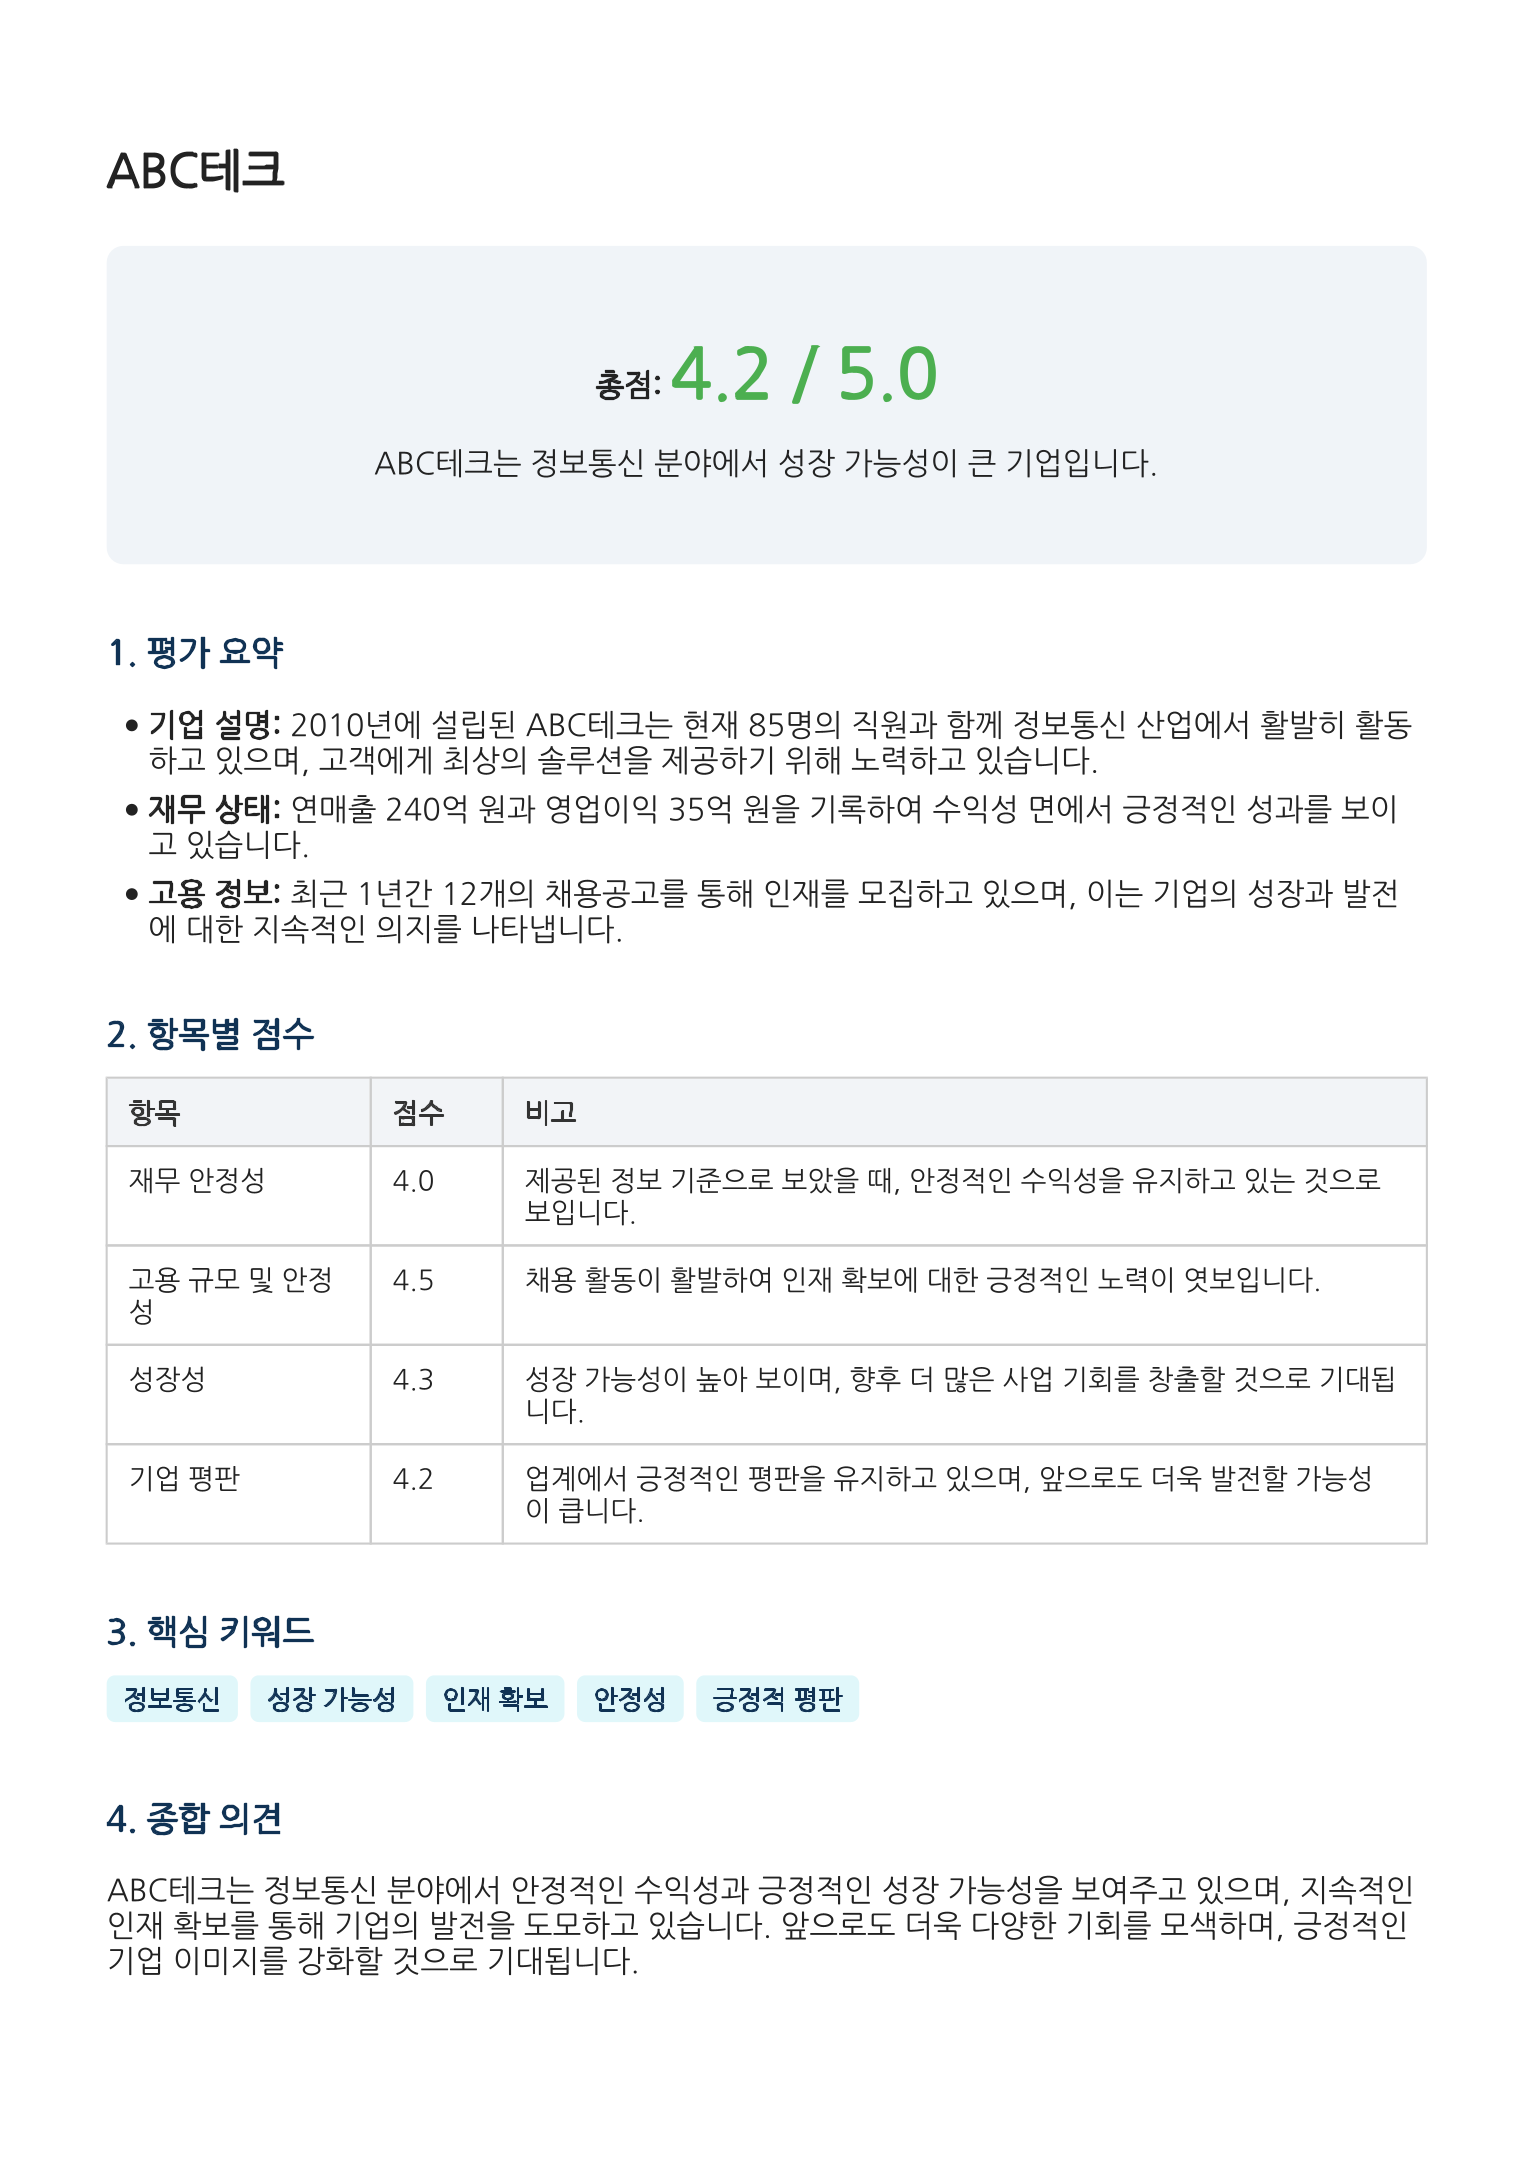 ABC테크
총점: 4.2 / 5.0
ABC테크는 정보통신 분야에서 성장 가능성이 큰 기업입니다.
1. 평가 요약
• 기업 설명: 2010년에 설립된 ABC테크는 현재 85명의 직원과 함께 정보통신 산업에서 활발히 활동
하고 있으며, 고객에게 최상의 솔루션을 제공하기 위해 노력하고 있습니다.
• 재무 상태: 연매출 240억 원과 영업이익 35억 원을 기록하여 수익성 면에서 긍정적인 성과를 보이
고 있습니다.
• 고용 정보: 최근 1년간 12개의 채용공고를 통해 인재를 모집하고 있으며, 이는 기업의 성장과 발전
에 대한 지속적인 의지를 나타냅니다.
2. 항목별 점수
항목 점수 비고
재무 안정성 4.0 제공된 정보 기준으로 보았을 때, 안정적인 수익성을 유지하고 있는 것으로
보입니다.
고용 규모 및 안정 4.5 채용 활동이 활발하여 인재 확보에 대한 긍정적인 노력이 엿보입니다.
성
성장성 4.3 성장 가능성이 높아 보이며, 향후 더 많은 사업 기회를 창출할 것으로 기대됩
니다.
기업 평판 4.2 업계에서 긍정적인 평판을 유지하고 있으며, 앞으로도 더욱 발전할 가능성
이 큽니다.
3. 핵심 키워드
정보통신 성장 가능성 인재 확보 안정성 긍정적 평판
4. 종합 의견
ABC테크는 정보통신 분야에서 안정적인 수익성과 긍정적인 성장 가능성을 보여주고 있으며, 지속적인
인재 확보를 통해 기업의 발전을 도모하고 있습니다. 앞으로도 더욱 다양한 기회를 모색하며, 긍정적인
기업 이미지를 강화할 것으로 기대됩니다.